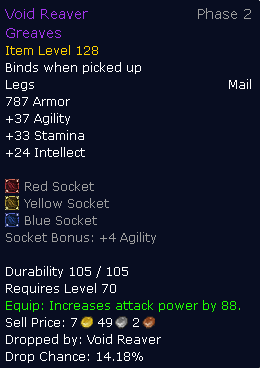 Void Reaver Phase 2
Greaves
Item Level 128
Binds when picked up
Legs Mail
787 Armor
+37 Agility
+33 Stamina
+24 Intellect
Red Socket
Yellow Socket
Blue Socket
Socket Bonus: +4 Agility
Durability 105 / 105
Requires Level 70
Equip: Increases attack power by 88.
Sell Price: 7 49 2
Dropped by: Void Reaver
Drop Chance: 14.18%